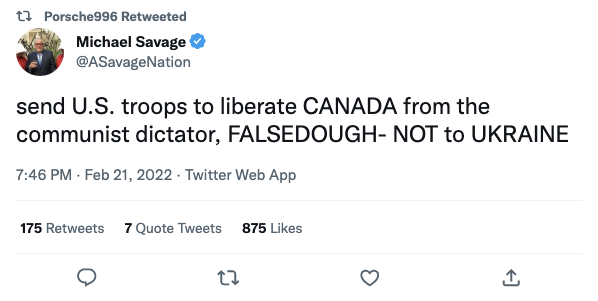 Porsche996 Retweeted
Michael Savage
@ASavageNation
send U.S. troops to liberate CANADA from the
communist dictator, FALSEDOUGH- NOT to UKRAINE
7:46 PM · Feb 21, 2022 · Twitter Web App
175 Retweets 7 Quote Tweets 875 Likes